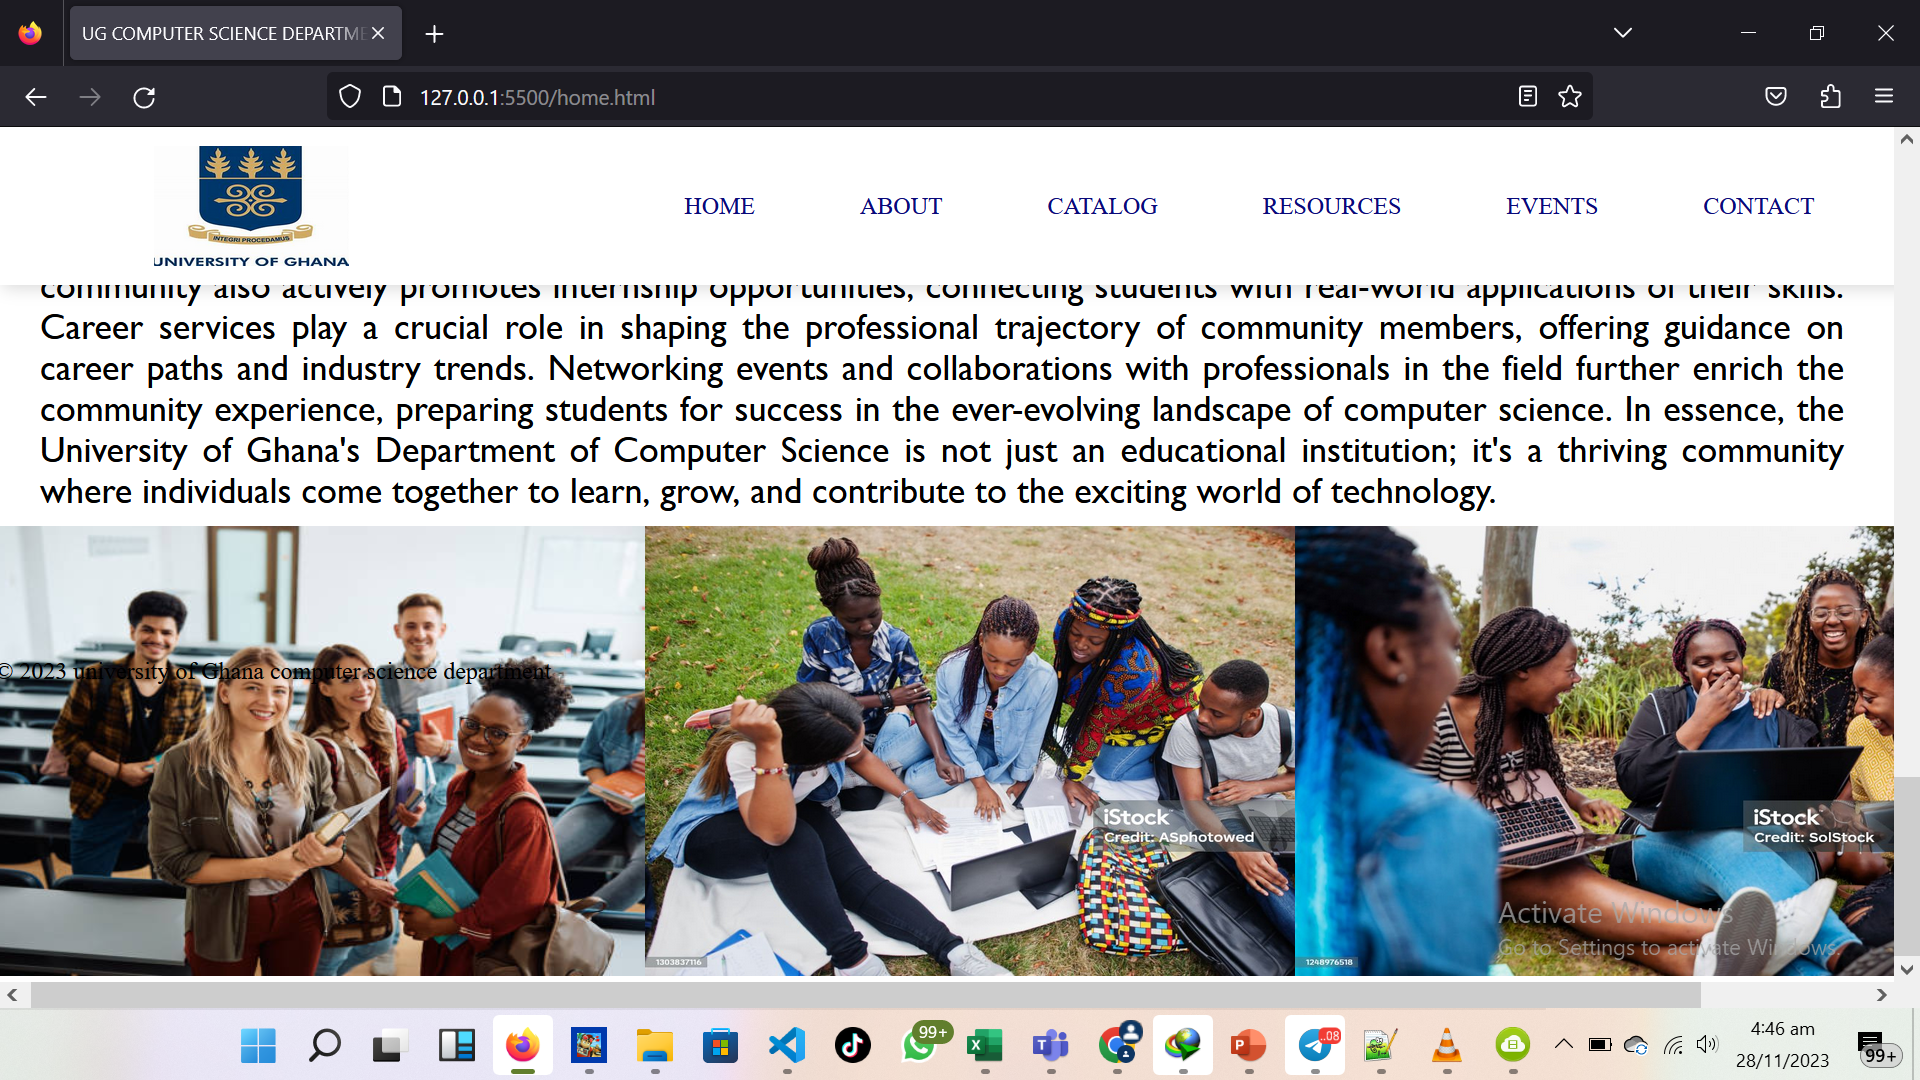 UG COMPUTER SCIENCE DEPARTME
127.0.0.1:5500/home.html
INTEGRI PROCEDAMUS
UNIVERSITY OF GHANA
HOME
ABOUT
CATALOG
RESOURCES
EVENTS
CONTACT
community also actively promotes internship opportunities, connecting students with real-world applications of their skills.
Career services play a crucial role in shaping the professional trajectory of community members, offering guidance on
career paths and industry trends. Networking events and collaborations with professionals in the field further enrich the
community experience, preparing students for success in the ever-evolving landscape of computer science. In essence, the
University of Ghana's Department of Computer Science is not just an educational institution; it's a thriving community
where individuals come together to learn, grow, and contribute to the exciting world of technology.
© 2023 university of Ghana computer science department
iStock
Credit: ASphotowed
1303837116
iStock
Credit: SolStock
1248976518
Activate Windows
Go to Settings to activate Windows.
99+
.08
4:46 am
28/11/2023
99+